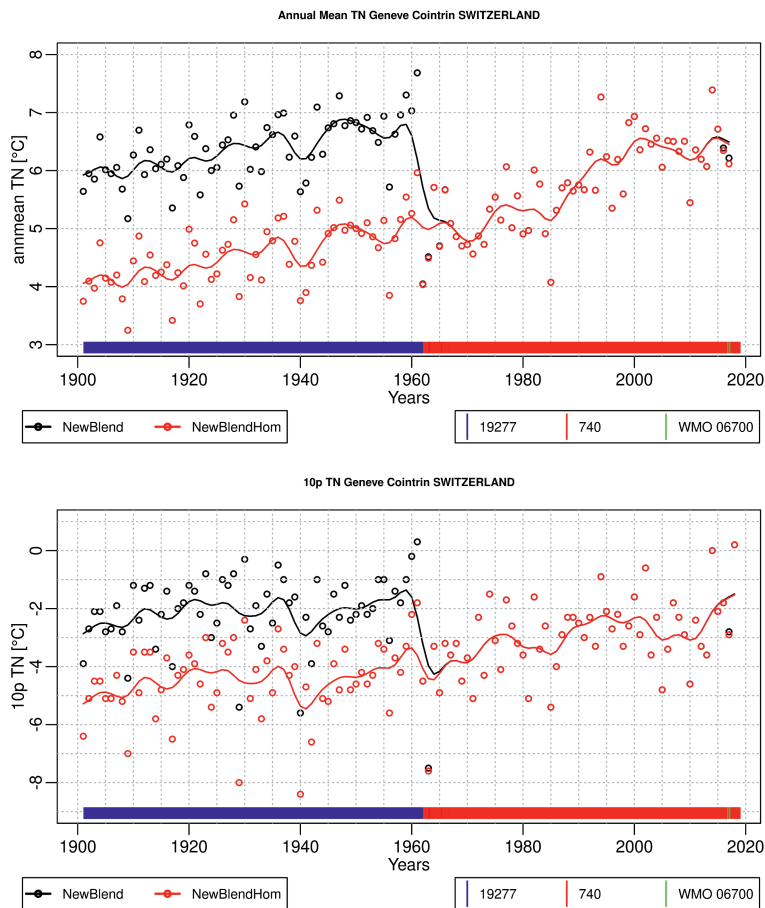 Annual Mean TN Geneve Cointrin SWITZERLAND
8
7
6
5
4
3
annmean TN [°C]
1900 1920 1940 1960 1980 2000 2020
Years
NewBlend NewBlendHom 19277 740 WMO 06700
10p TN Geneve Cointrin SWITZERLAND
0
-2
-4
-6
-8
10p TN [°C]
1900 1920 1940 1960 1980 2000 2020
Years
NewBlend NewBlendHom 19277 740 WMO 06700